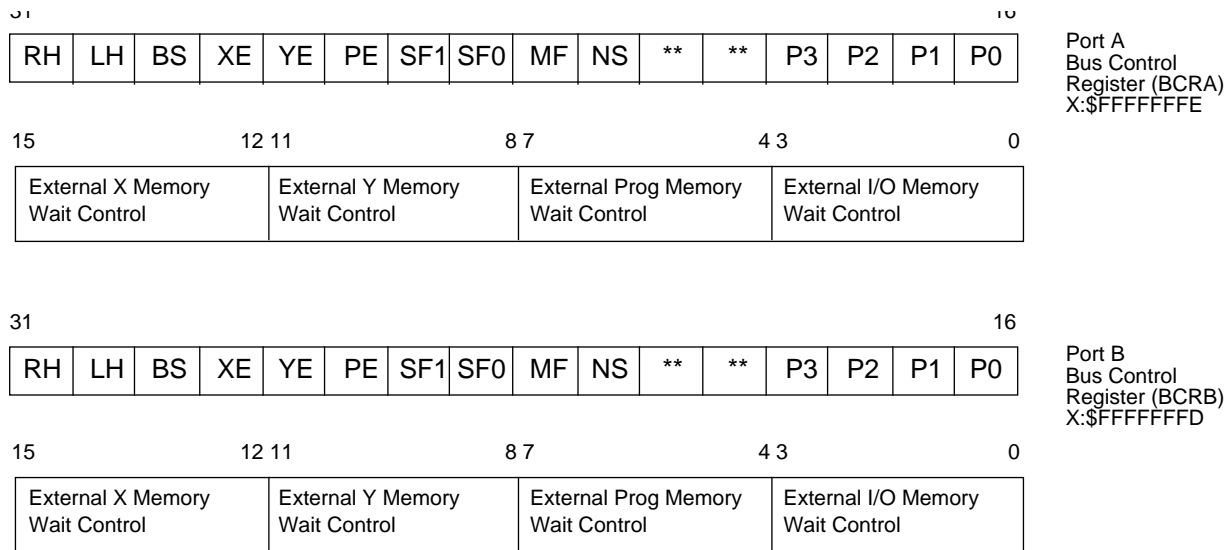 31 16
RH LH BS XE YE PE SF1 SF0 MF NS ** ** P3 P2 P1 P0
Port A
Bus Control
Register (BCRA)
X:$FFFFFFFE
15 12 11 8 7 4 3 0
External X Memory External Y Memory External Prog Memory External I/O Memory
Wait Control Wait Control Wait Control Wait Control
31 16
RH LH BS XE YE PE SF1 SF0 MF NS ** ** P3 P2 P1 P0
Port B
Bus Control
Register (BCRB)
X:$FFFFFFFD
15 12 11 8 7 4 3 0
External X Memory External Y Memory External Prog Memory External I/O Memory
Wait Control Wait Control Wait Control Wait Control